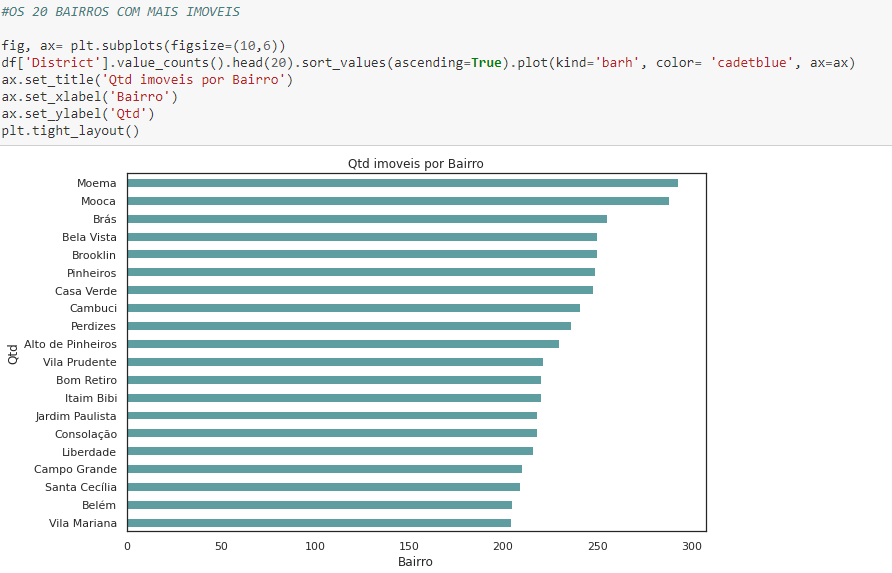 #OS 20 BAIRROS COM MAIS IMOVEIS
fig, ax= plt.subplots(figsize=(10,6))
df['District'].value_counts().head(20).sort_values(ascending=True).plot(kind='barh', color= 'cadetblue', ax=ax)
ax.set_title('Qtd imoveis por Bairro')
ax.set_xlabel('Bairro')
ax.set_ylabel('Qtd')
plt.tight_layout()
Qtd imoveis por Bairro
Moema
Mooca
Brás
Bela Vista
Brooklin
Pinheiros
Casa Verde
Cambuci
Perdizes
Alto de Pinheiros
Qtd
Vila Prudente
Bom Retiro
Itaim Bibi
Jardim Paulista
Consolação
Liberdade
Campo Grande
Santa Cecília
Belém
Vila Mariana
0 50 100 150 200 250 300
Bairro